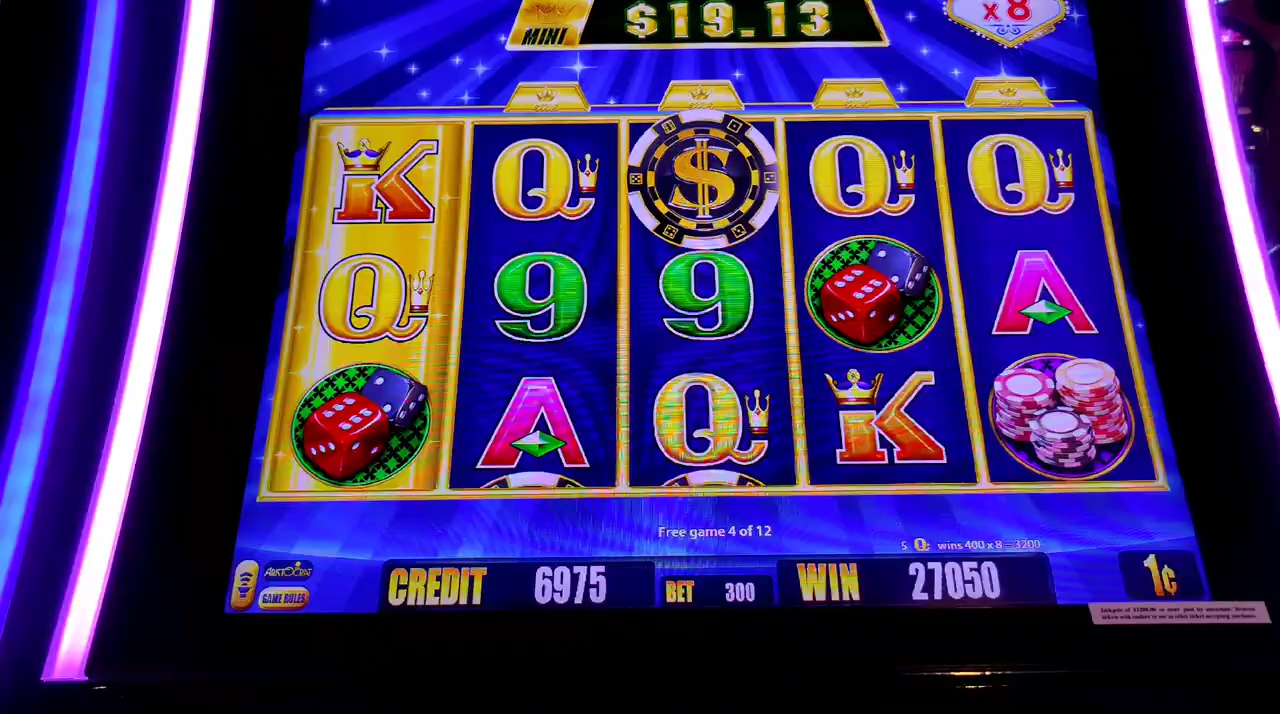 $19.13
MINI
x8
K Q $ Q Q
Q 9 9 A
A Q K
Free game 4 of 12
5 Q wins 400 x 8 = 3200
ARISTOCRAT
GAME RULES
CREDIT 6975 BET 300 WIN 27050 1¢